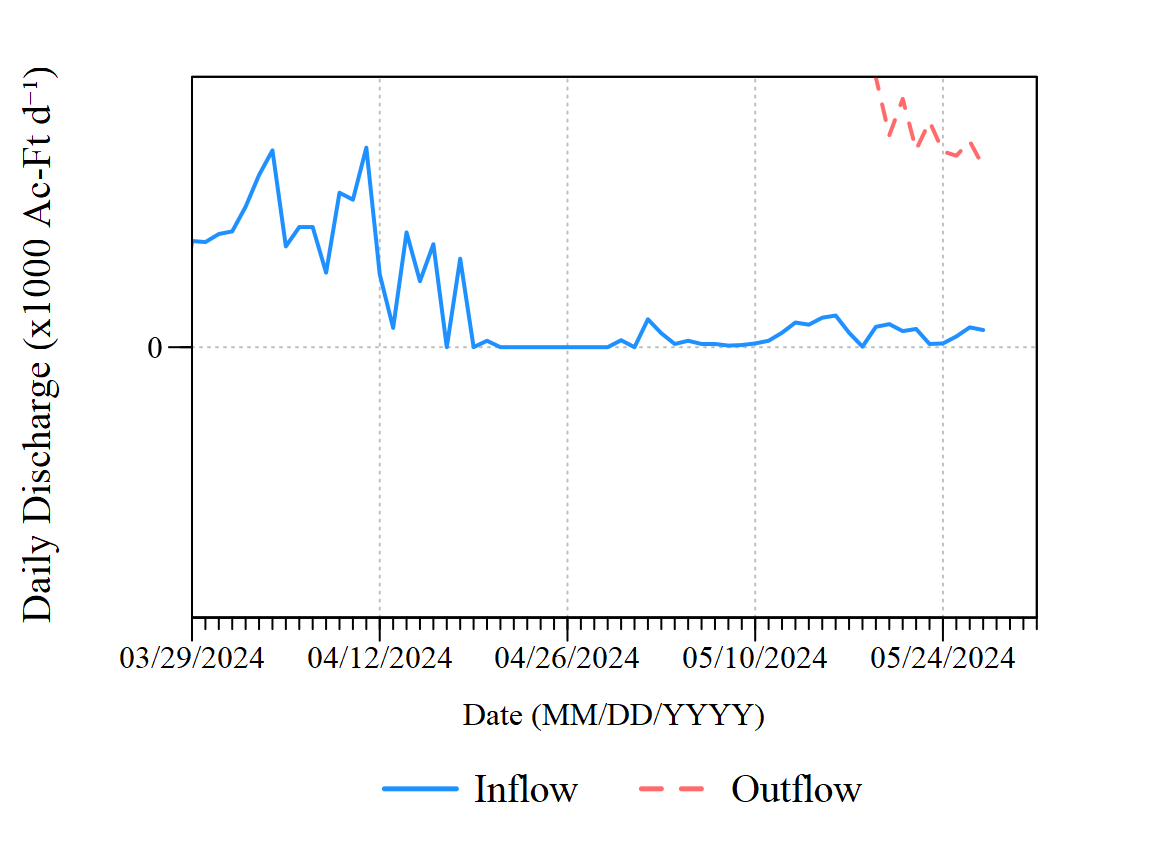 Daily Discharge (x1000 Ac-Ft d⁻¹)
0
03/29/2024 04/12/2024 04/26/2024 05/10/2024 05/24/2024
Date (MM/DD/YYYY)
Inflow Outflow